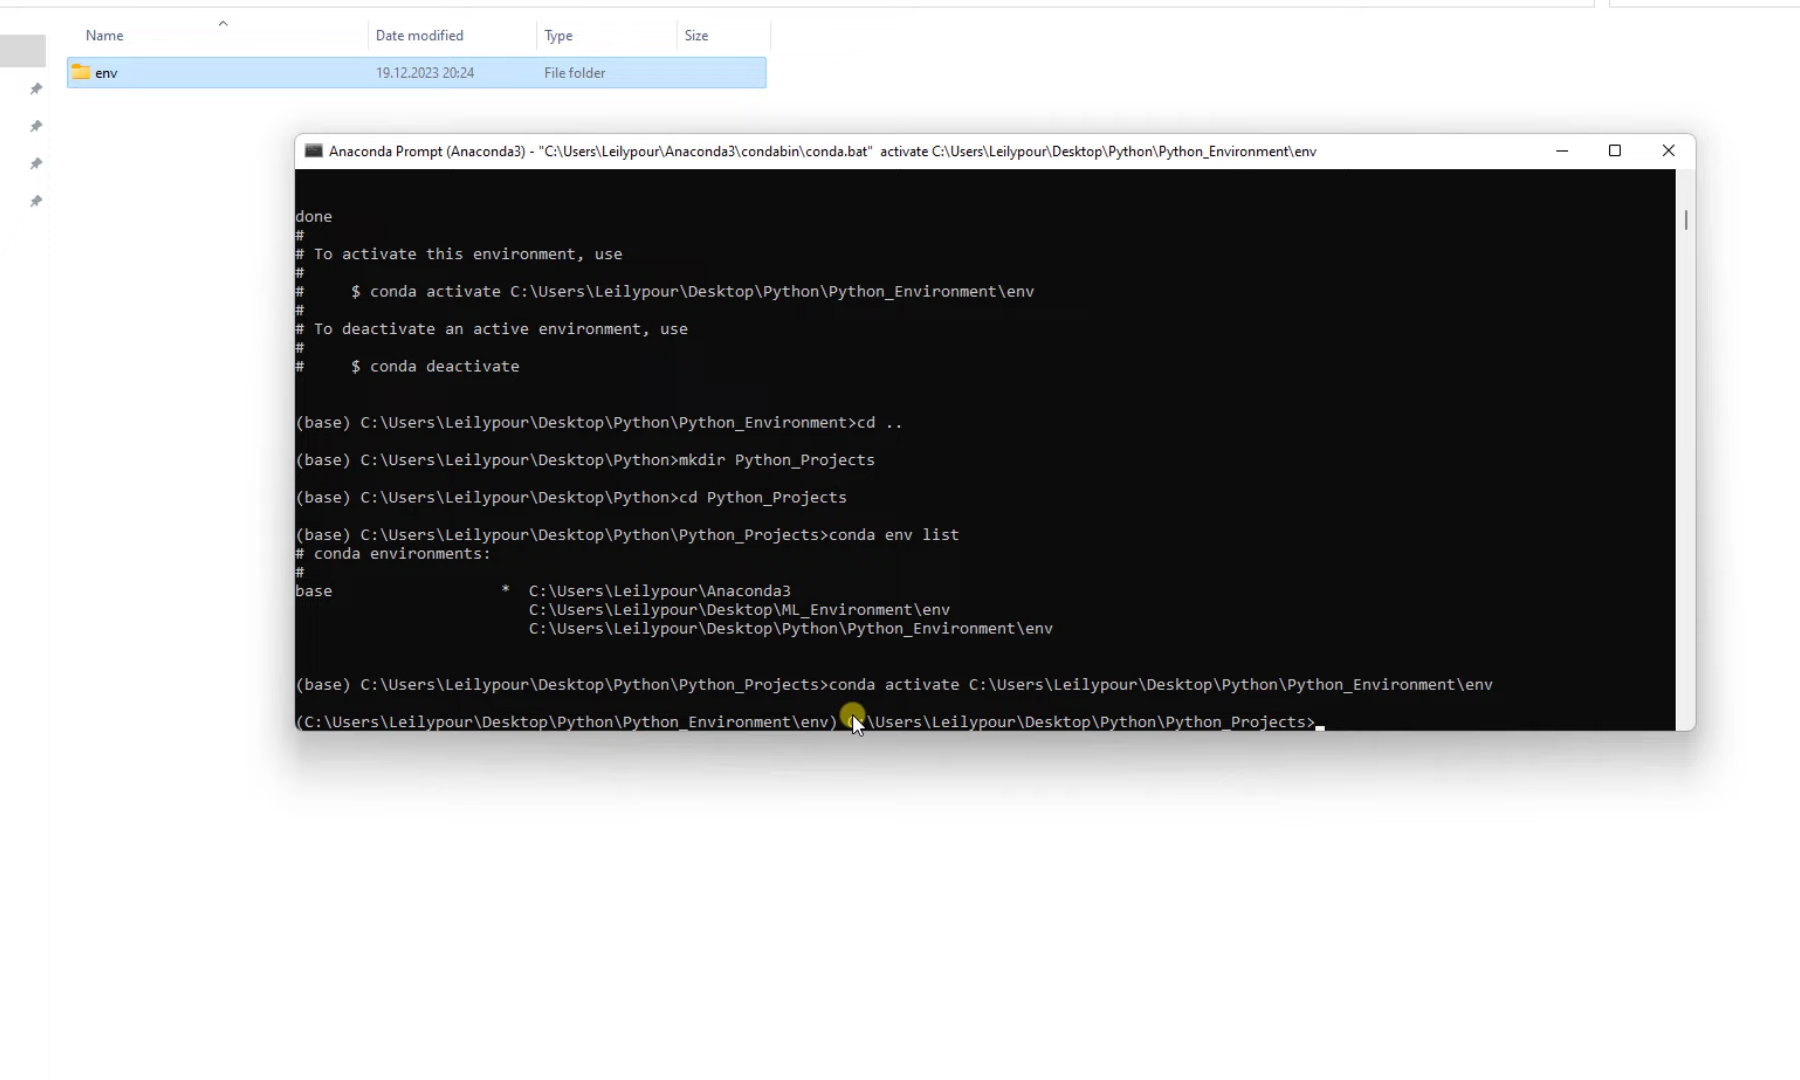 Name Date modified Type Size
env 19.12.2023 20:24 File folder
Anaconda Prompt (Anaconda3) - "C:\Users\Leilypour\Anaconda3\condabin\conda.bat" activate C:\Users\Leilypour\Desktop\Python\Python_Environment\env
done
#
# To activate this environment, use
#
#     $ conda activate C:\Users\Leilypour\Desktop\Python\Python_Environment\env
#
# To deactivate an active environment, use
#
#     $ conda deactivate
(base) C:\Users\Leilypour\Desktop\Python\Python_Environment>cd ..
(base) C:\Users\Leilypour\Desktop\Python>mkdir Python_Projects
(base) C:\Users\Leilypour\Desktop\Python>cd Python_Projects
(base) C:\Users\Leilypour\Desktop\Python\Python_Projects>conda env list
# conda environments:
#
base * C:\Users\Leilypour\Anaconda3
C:\Users\Leilypour\Desktop\ML_Environment\env
C:\Users\Leilypour\Desktop\Python\Python_Environment\env
(base) C:\Users\Leilypour\Desktop\Python\Python_Projects>conda activate C:\Users\Leilypour\Desktop\Python\Python_Environment\env
(C:\Users\Leilypour\Desktop\Python\Python_Environment\env) C:\Users\Leilypour\Desktop\Python\Python_Projects>